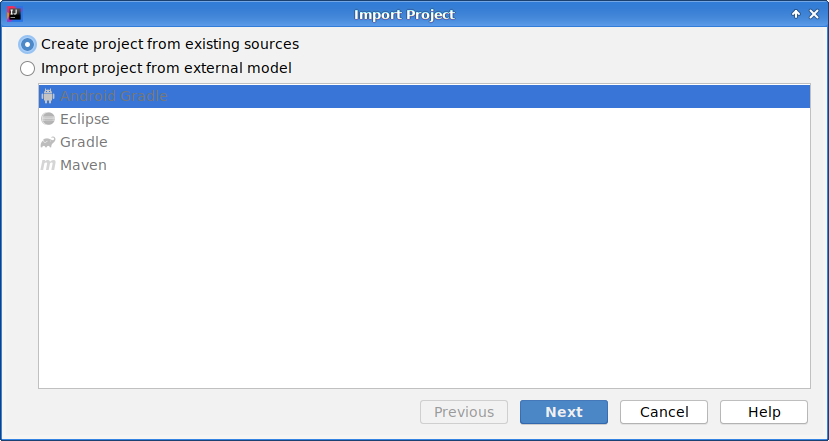 Import Project
Create project from existing sources
Import project from external model
Android Gradle
Eclipse
Gradle
Maven
Previous Next Cancel Help